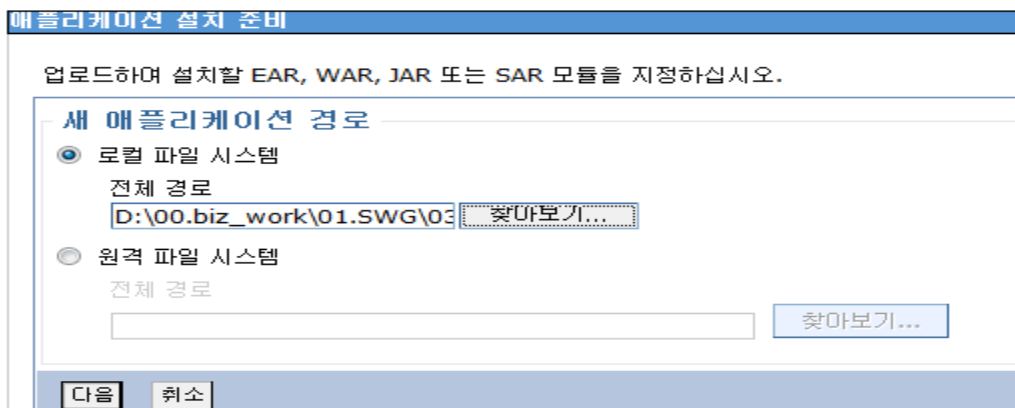 애플리케이션 설치 준비
업로드하여 설치할 EAR, WAR, JAR 또는 SAR 모듈을 지정하십시오.
새 애플리케이션 경로
로컬 파일 시스템
전체 경로
D:\00.biz_work\01.SWG\03 찾아보기...
원격 파일 시스템
전체 경로
찾아보기...
다음 취소